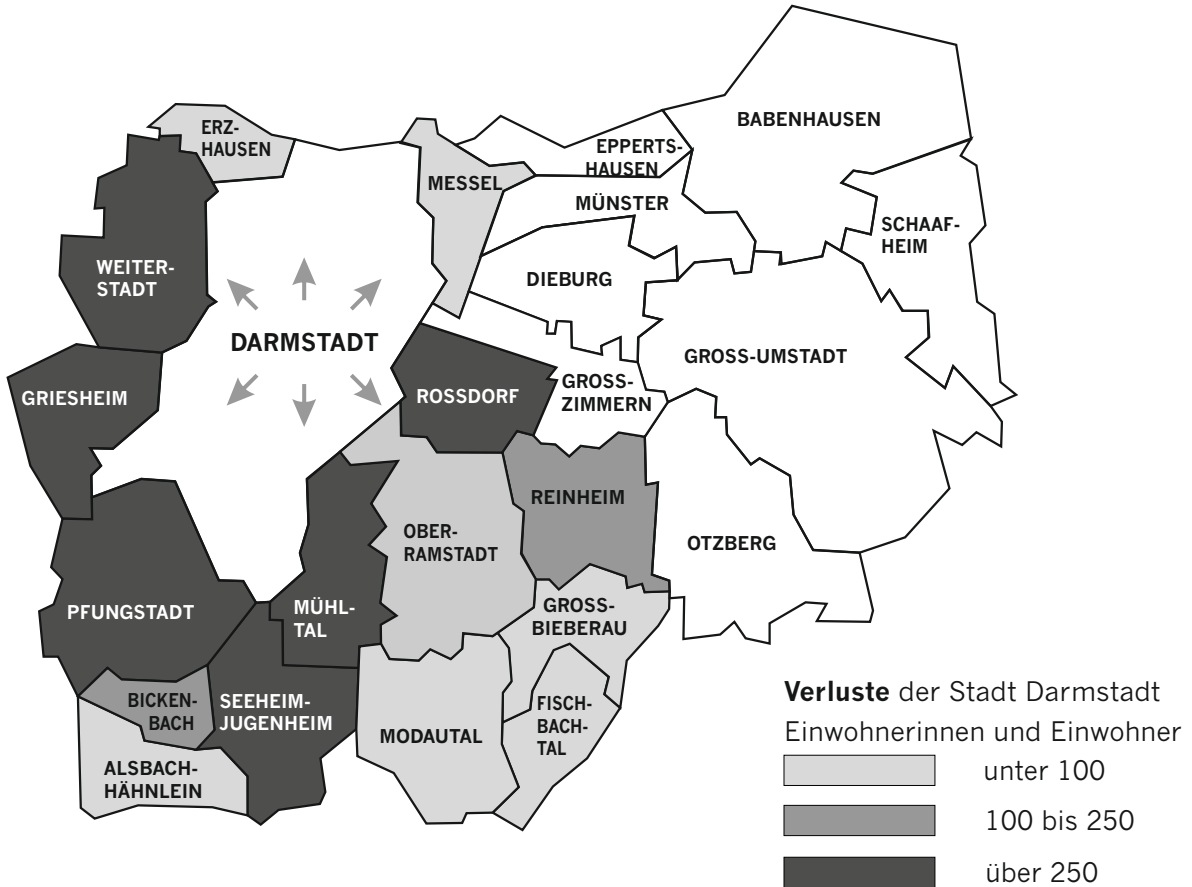 BABENHAUSEN
ERZ-
HAUSEN
EPPERTS-
HAUSEN
MESSEL
MÜNSTER
SCHAAF-
HEIM
WEITER-
STADT
DIEBURG
DARMSTADT
GROSS-UMSTADT
GRIESHEIM
ROSSDORF
GROSS-
ZIMMERN
REINHEIM
OBER-
RAMSTADT
OTZBERG
PFUNGSTADT
MÜHL-
TAL
GROSS-
BIEBERAU
BICKEN-
BACH
SEEHEIM-
JUGENHEIM
FISCH-
BACH-
TAL
MODAUTAL
ALSBACH-
HÄHNLEIN
Verluste der Stadt Darmstadt
Einwohnerinnen und Einwohner
unter 100
100 bis 250
über 250